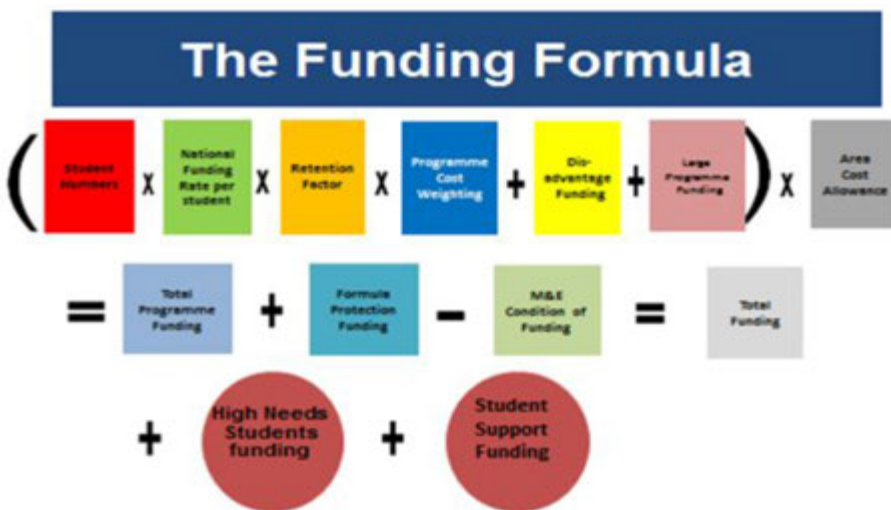 The Funding Formula
(
Student
Numbers
x
National
Funding
Rate per
student
x
Retention
Factor
x
Programme
Cost
Weighting
+
Dis-
advantage
Funding
+
Large
Programme
Funding
)
x
Area
Cost
Allowance
=
Total
Programme
Funding
+
Formula
Protection
Funding
-
M&E
Condition of
Funding
=
Total
Funding
+
High Needs
Students
funding
+
Student
Support
Funding